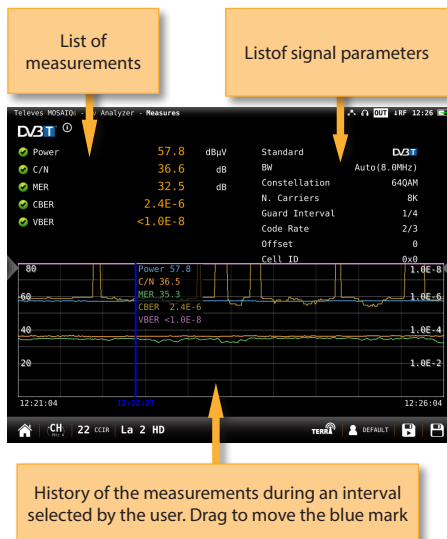 List of
measurements
Listof signal parameters
Televes MOSAIQ6 - TV Analyzer - Measures
OUT ↓RF 12:26
DVB T
Power 57.8 dBµV
C/N 36.6 dB
MER 32.5 dB
CBER 2.4E-6
VBER <1.0E-8
Standard DVB T
BW Auto(8.0MHz)
Constellation 64QAM
N. Carriers 8K
Guard Interval 1/4
Code Rate 2/3
Offset 0
Cell ID 0x0
80 1.0E-8
60 1.0E-6
40 1.0E-4
20 1.0E-2
Power 57.8
C/N 36.5
MER 35.3
CBER 2.4E-6
VBER <1.0E-8
12:21:04 12:22:27 12:26:04
CH 22 CCIR La 2 HD TERR DEFAULT
History of the measurements during an interval
selected by the user. Drag to move the blue mark